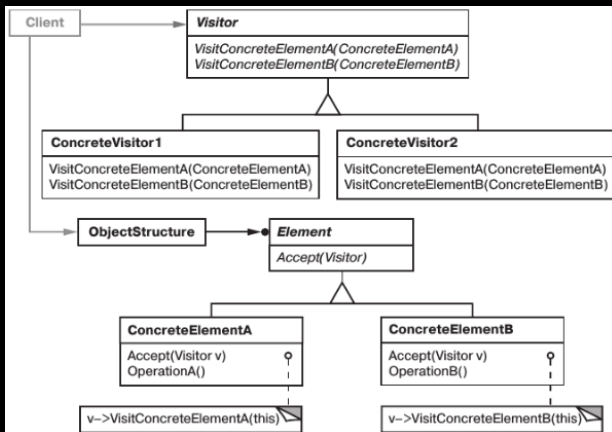 Client
Visitor
VisitConcreteElementA(ConcreteElementA)
VisitConcreteElementB(ConcreteElementB)
ConcreteVisitor1
VisitConcreteElementA(ConcreteElementA)
VisitConcreteElementB(ConcreteElementB)
ConcreteVisitor2
VisitConcreteElementA(ConcreteElementA)
VisitConcreteElementB(ConcreteElementB)
ObjectStructure
Element
Accept(Visitor)
ConcreteElementA
Accept(Visitor v)
OperationA()
v–>VisitConcreteElementA(this)
ConcreteElementB
Accept(Visitor v)
OperationB()
v–>VisitConcreteElementB(this)